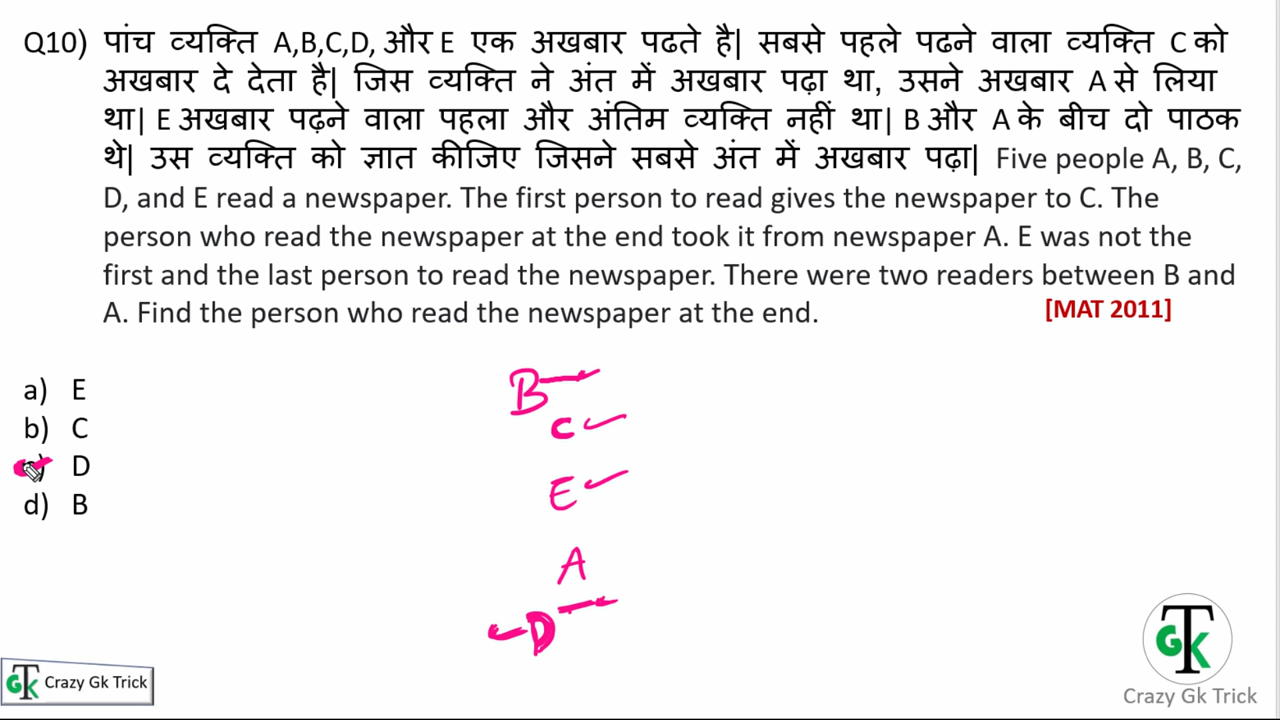 Q10) पांच व्यक्ति A,B,C,D, और E एक अखबार पढते है| सबसे पहले पढने वाला व्यक्ति C को
अखबार दे देता है| जिस व्यक्ति ने अंत में अखबार पढ़ा था, उसने अखबार A से लिया
था| E अखबार पढ़ने वाला पहला और अंतिम व्यक्ति नहीं था| B और A के बीच दो पाठक
थे| उस व्यक्ति को ज्ञात कीजिए जिसने सबसे अंत में अखबार पढ़ा| Five people A, B, C,
D, and E read a newspaper. The first person to read gives the newspaper to C. The
person who read the newspaper at the end took it from newspaper A. E was not the
first and the last person to read the newspaper. There were two readers between B and
A. Find the person who read the newspaper at the end. [MAT 2011]
a) E
b) C
D
d) B
B
C
E
A
D
GK
Crazy Gk Trick
GK Crazy Gk Trick